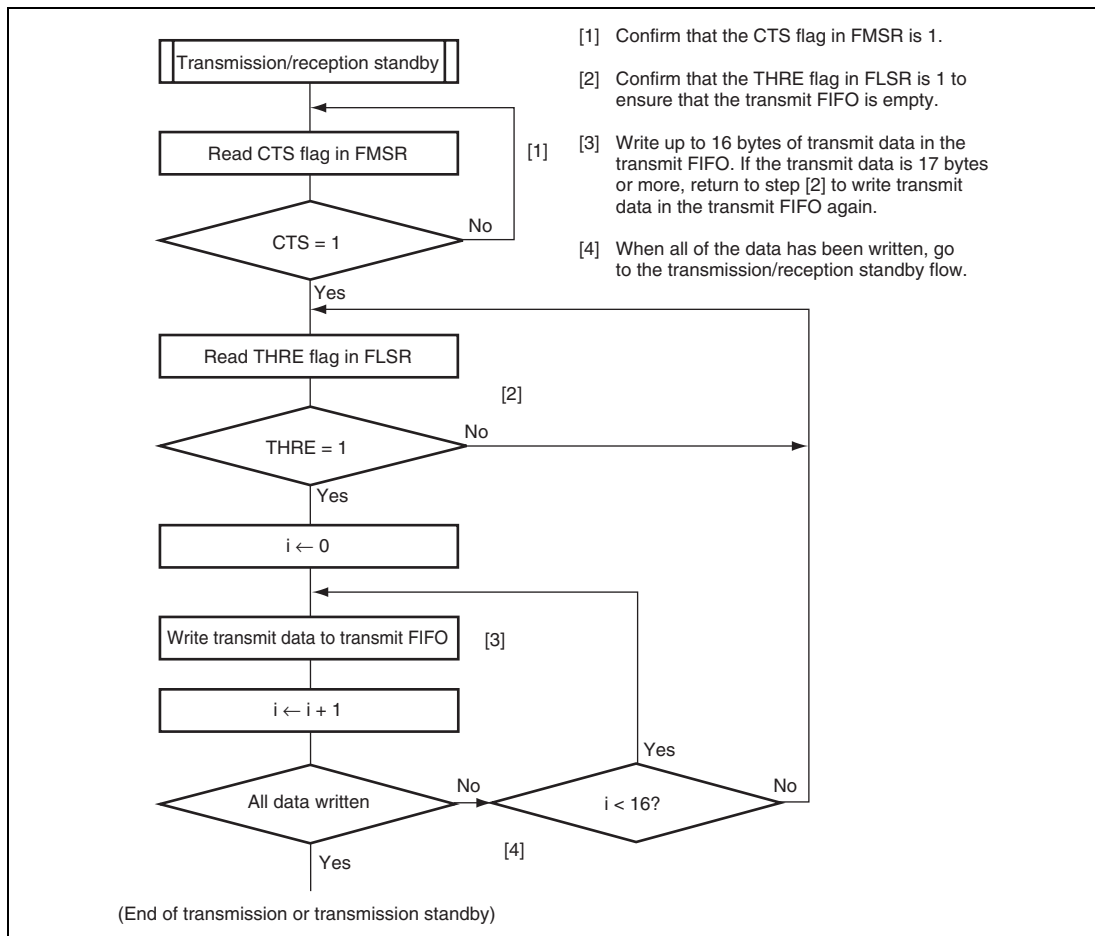 Transmission/reception standby
Read CTS flag in FMSR
[1]
CTS = 1
No
Yes
Read THRE flag in FLSR
[2]
THRE = 1
No
Yes
i ← 0
Write transmit data to transmit FIFO
[3]
i ← i + 1
Yes
All data written
No
i < 16?
No
[4]
Yes
(End of transmission or transmission standby)
[1] Confirm that the CTS flag in FMSR is 1.
[2] Confirm that the THRE flag in FLSR is 1 to
ensure that the transmit FIFO is empty.
[3] Write up to 16 bytes of transmit data in the
transmit FIFO. If the transmit data is 17 bytes
or more, return to step [2] to write transmit
data in the transmit FIFO again.
[4] When all of the data has been written, go
to the transmission/reception standby flow.